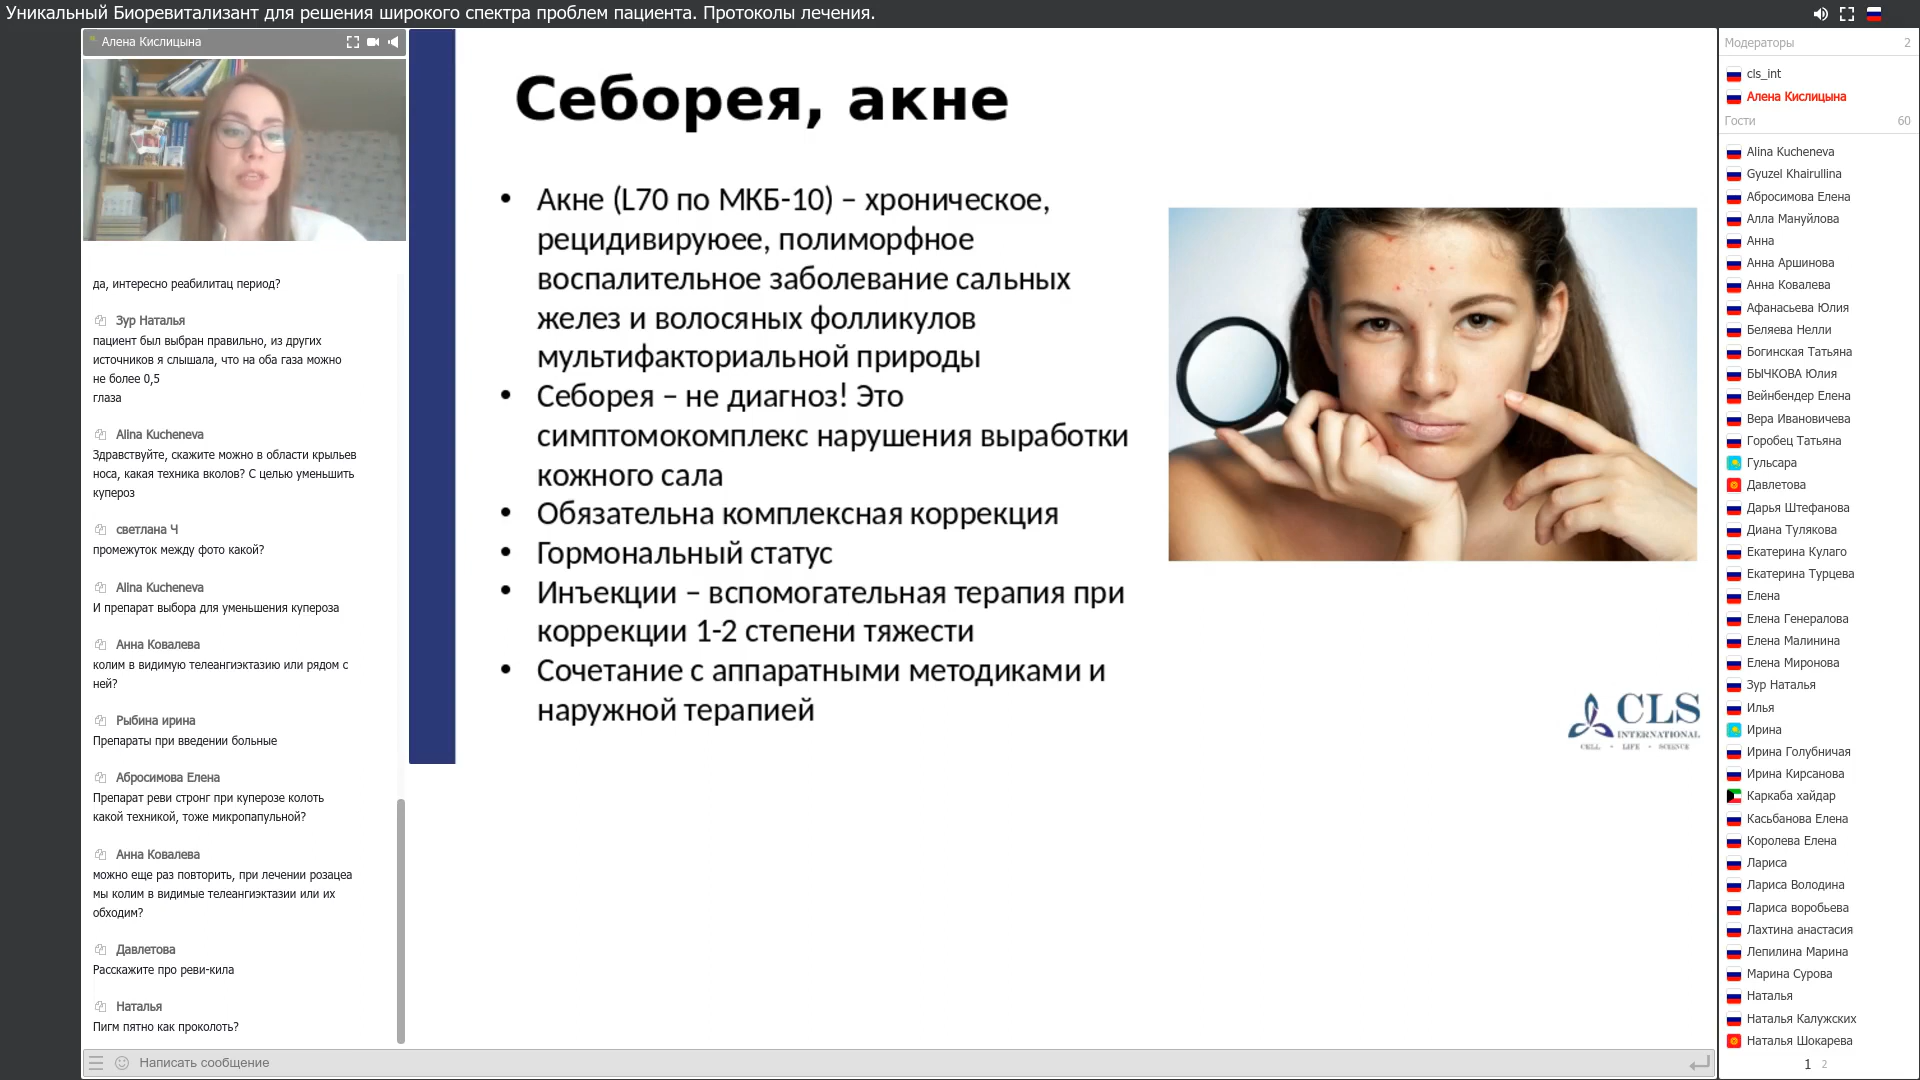 Уникальный Биоревитализант для решения широкого спектра проблем пациента. Протоколы лечения.
Алена Кислицына
да, интересно реабилитац период?
Зур Наталья
пациент был выбран правильно, из других
источников я слышала, что на оба газа можно
не более 0,5
глаза
Alina Kucheneva
Здравствуйте, скажите можно в области крыльев
носа, какая техника вколов? С целью уменьшить
купероз
светлана Ч
промежуток между фото какой?
Alina Kucheneva
И препарат выбора для уменьшения купероза
Анна Ковалева
колим в видимую телеангиэктазию или рядом с
ней?
Рыбина ирина
Препараты при введении больные
Абросимова Елена
Препарат реви стронг при куперозе колоть
какой техникой, тоже микропапульной?
Анна Ковалева
можно еще раз повторить, при лечении розацеа
мы колим в видимые телеангиэктазии или их
обходим?
Давлетова
Расскажите про реви-кила
Наталья
Пигм пятно как проколоть?
Написать сообщение
Себорея, акне
• Акне (L70 по МКБ-10) – хроническое,
рецидивируюее, полиморфное
воспалительное заболевание сальных
желез и волосяных фолликулов
мультифакториальной природы
• Себорея – не диагноз! Это
симптомокомплекс нарушения выработки
кожного сала
• Обязательна комплексная коррекция
• Гормональный статус
• Инъекции – вспомогательная терапия при
коррекции 1-2 степени тяжести
• Сочетание с аппаратными методиками и
наружной терапией
CLS
INTERNATIONAL
CELL • LIFE • SCIENCE
Модераторы 2
cls_int
Алена Кислицына
Гости 60
Alina Kucheneva
Gyuzel Khairullina
Абросимова Елена
Алла Мануйлова
Анна
Анна Аршинова
Анна Ковалева
Афанасьева Юлия
Беляева Нелли
Богинская Татьяна
БЫЧКОВА Юлия
Вейнбендер Елена
Вера Ивановичева
Горобец Татьяна
Гульсара
Давлетова
Дарья Штефанова
Диана Тулякова
Екатерина Кулаго
Екатерина Турцева
Елена
Елена Генералова
Елена Малинина
Елена Миронова
Зур Наталья
Илья
Ирина
Ирина Голубничая
Ирина Кирсанова
Каркаба хайдар
Касьбанова Елена
Королева Елена
Лариса
Лариса Володина
Лариса воробьева
Лахтина анастасия
Лепилина Марина
Марина Сурова
Наталья
Наталья Калужских
Наталья Шокарева
1 2